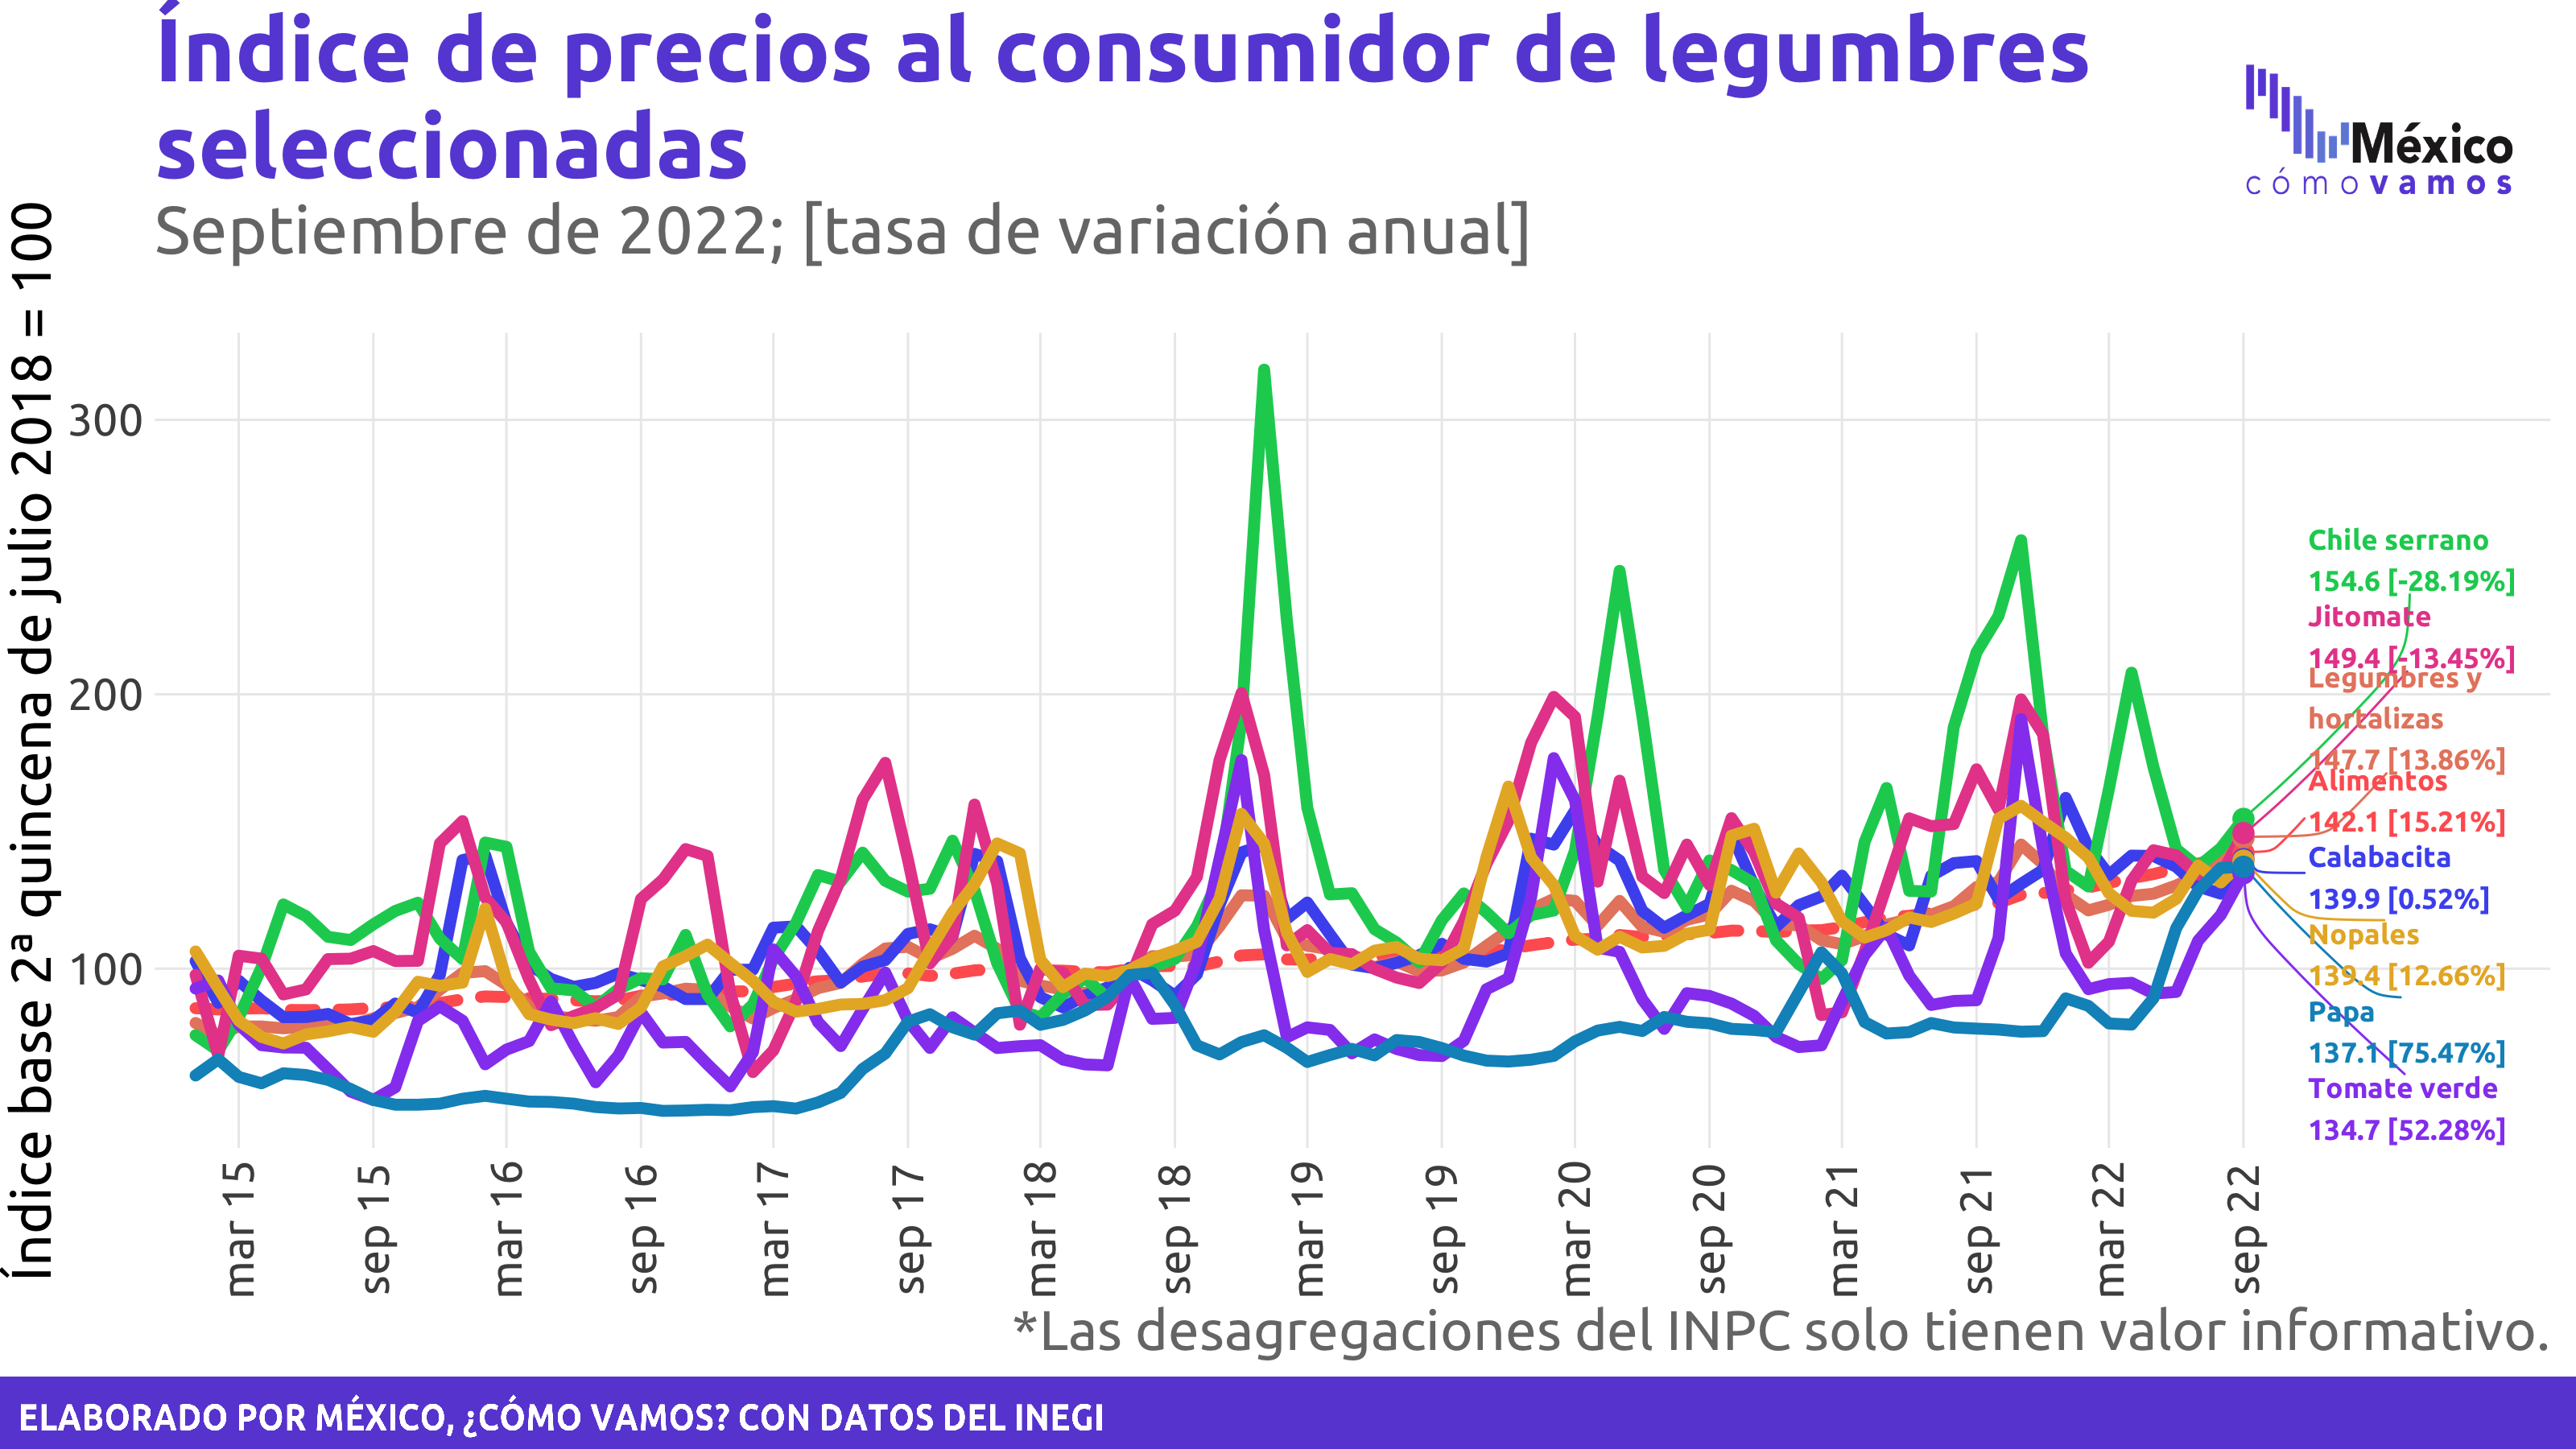 Índice de precios al consumidor de legumbres
seleccionadas
Septiembre de 2022; [tasa de variación anual]
México
cómo vamos
Índice base 2ª quincena de julio 2018 = 100
300
200
100
Chile serrano
154.6 [-28.19%]
Jitomate
149.4 [-13.45%]
Legumbres y
hortalizas
147.7 [13.86%]
Alimentos
142.1 [15.21%]
Calabacita
139.9 [0.52%]
Nopales
139.4 [12.66%]
Papa
137.1 [75.47%]
Tomate verde
134.7 [52.28%]
mar 15
sep 15
mar 16
sep 16
mar 17
sep 17
mar 18
sep 18
mar 19
sep 19
mar 20
sep 20
mar 21
sep 21
mar 22
sep 22
*Las desagregaciones del INPC solo tienen valor informativo.
ELABORADO POR MÉXICO, ¿CÓMO VAMOS? CON DATOS DEL INEGI